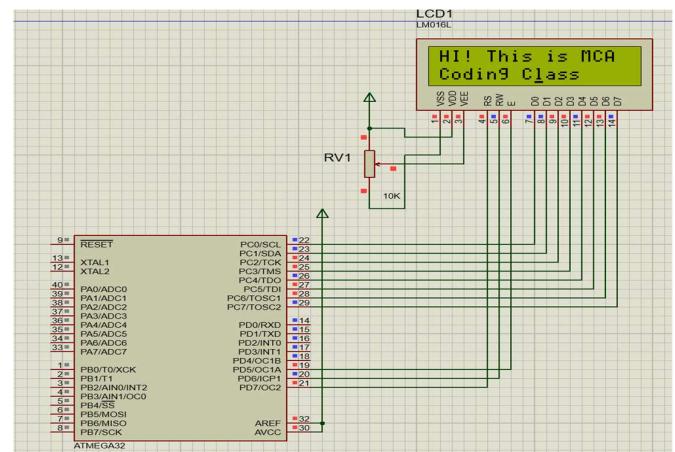 LCD1
LM016L
HI! This is MCA
Coding Class
VSS
VDD
VEE
RS
RW
E
D0
D1
D2
D3
D4
D5
D6
D7
1
2
3
4
5
6
7
8
9
10
11
12
13
14
RV1
10K
9 RESET
13 XTAL1
12 XTAL2
40 PA0/ADC0
39 PA1/ADC1
38 PA2/ADC2
37 PA3/ADC3
36 PA4/ADC4
35 PA5/ADC5
34 PA6/ADC6
33 PA7/ADC7
1 PB0/T0/XCK
2 PB1/T1
3 PB2/AIN0/INT2
4 PB3/AIN1/OC0
5 PB4/SS
6 PB5/MOSI
7 PB6/MISO
8 PB7/SCK
PC0/SCL 22
PC1/SDA 23
PC2/TCK 24
PC3/TMS 25
PC4/TDO 26
PC5/TDI 27
PC6/TOSC1 28
PC7/TOSC2 29
PD0/RXD 14
PD1/TXD 15
PD2/INT0 16
PD3/INT1 17
PD4/OC1B 18
PD5/OC1A 19
PD6/ICP1 20
PD7/OC2 21
AREF 32
AVCC 30
ATMEGA32